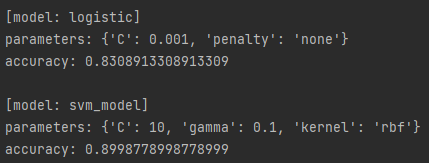 [model: logistic]
parameters: {'C': 0.001, 'penalty': 'none'}
accuracy: 0.8308913308913309
[model: svm_model]
parameters: {'C': 10, 'gamma': 0.1, 'kernel': 'rbf'}
accuracy: 0.8998778998778999